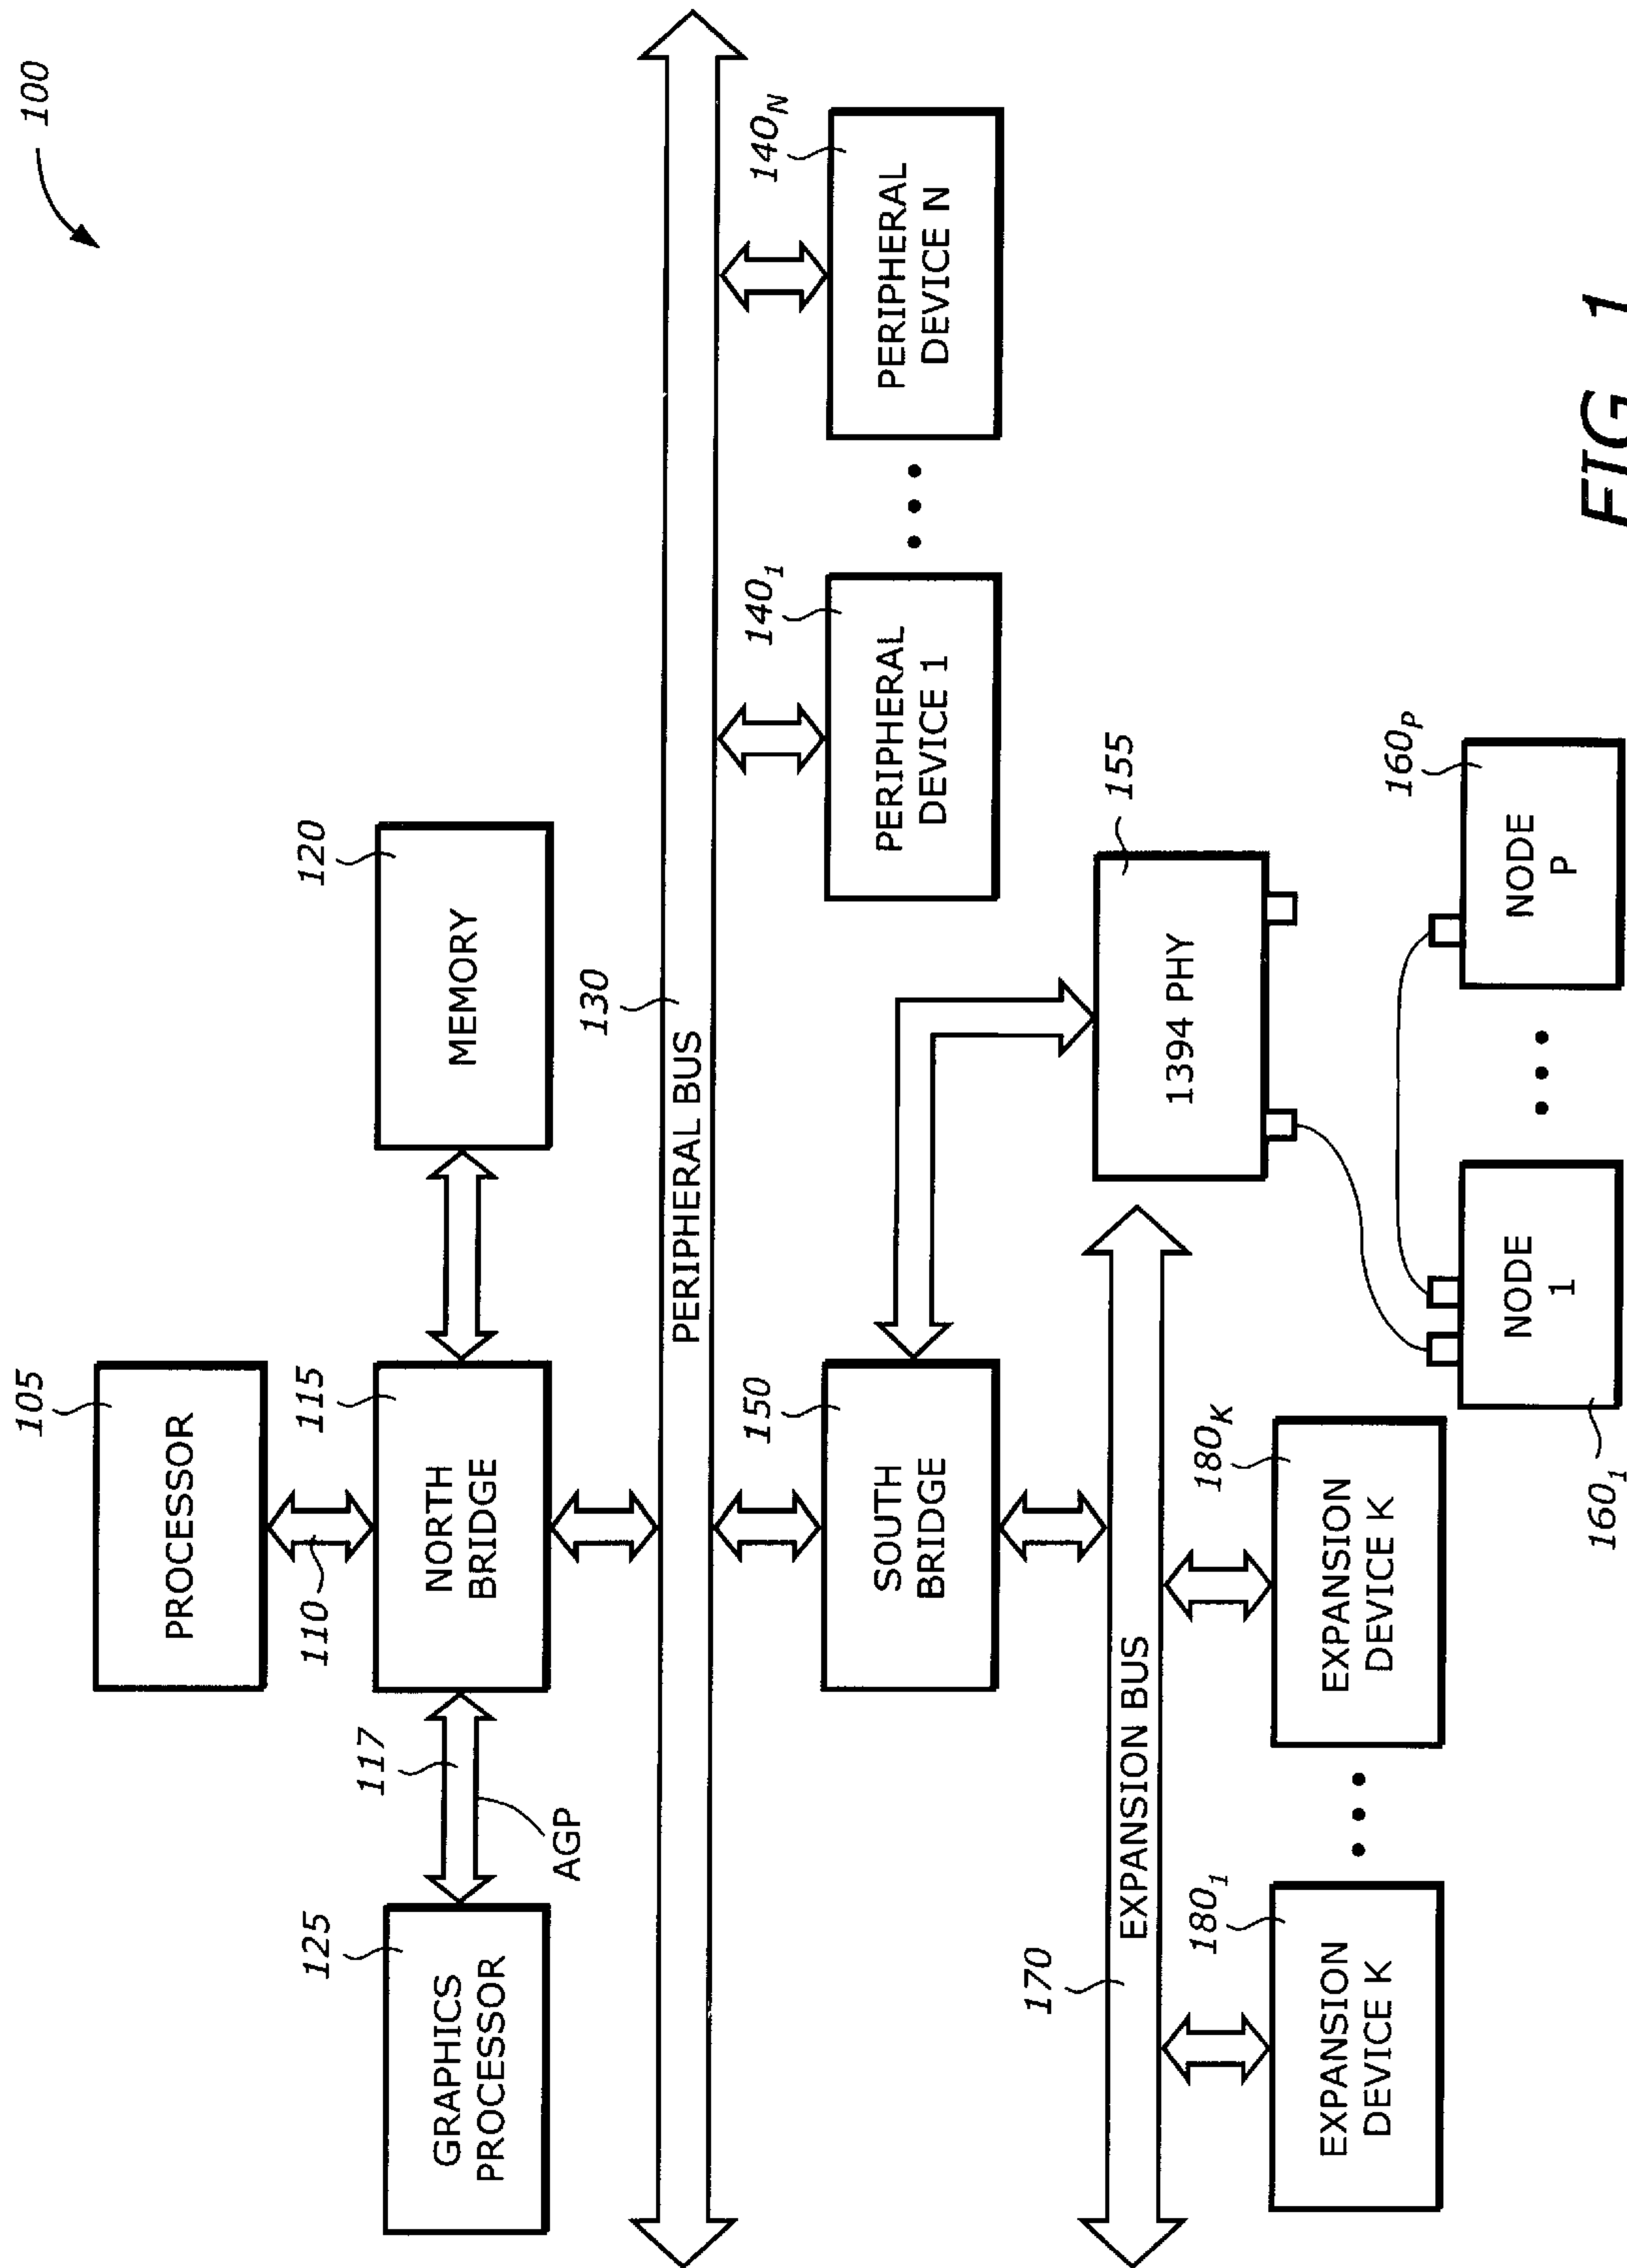 100
105
PROCESSOR
110
125
GRAPHICS
PROCESSOR
117
AGP
115
NORTH
BRIDGE
120
MEMORY
130
PERIPHERAL BUS
150
SOUTH
BRIDGE
140₁
PERIPHERAL
DEVICE 1
• • •
140N
PERIPHERAL
DEVICE N
155
1394 PHY
170
EXPANSION BUS
180₁
EXPANSION
DEVICE K
• • •
180K
EXPANSION
DEVICE K
160₁
NODE
1
• • •
160P
NODE
P
FIG. 1